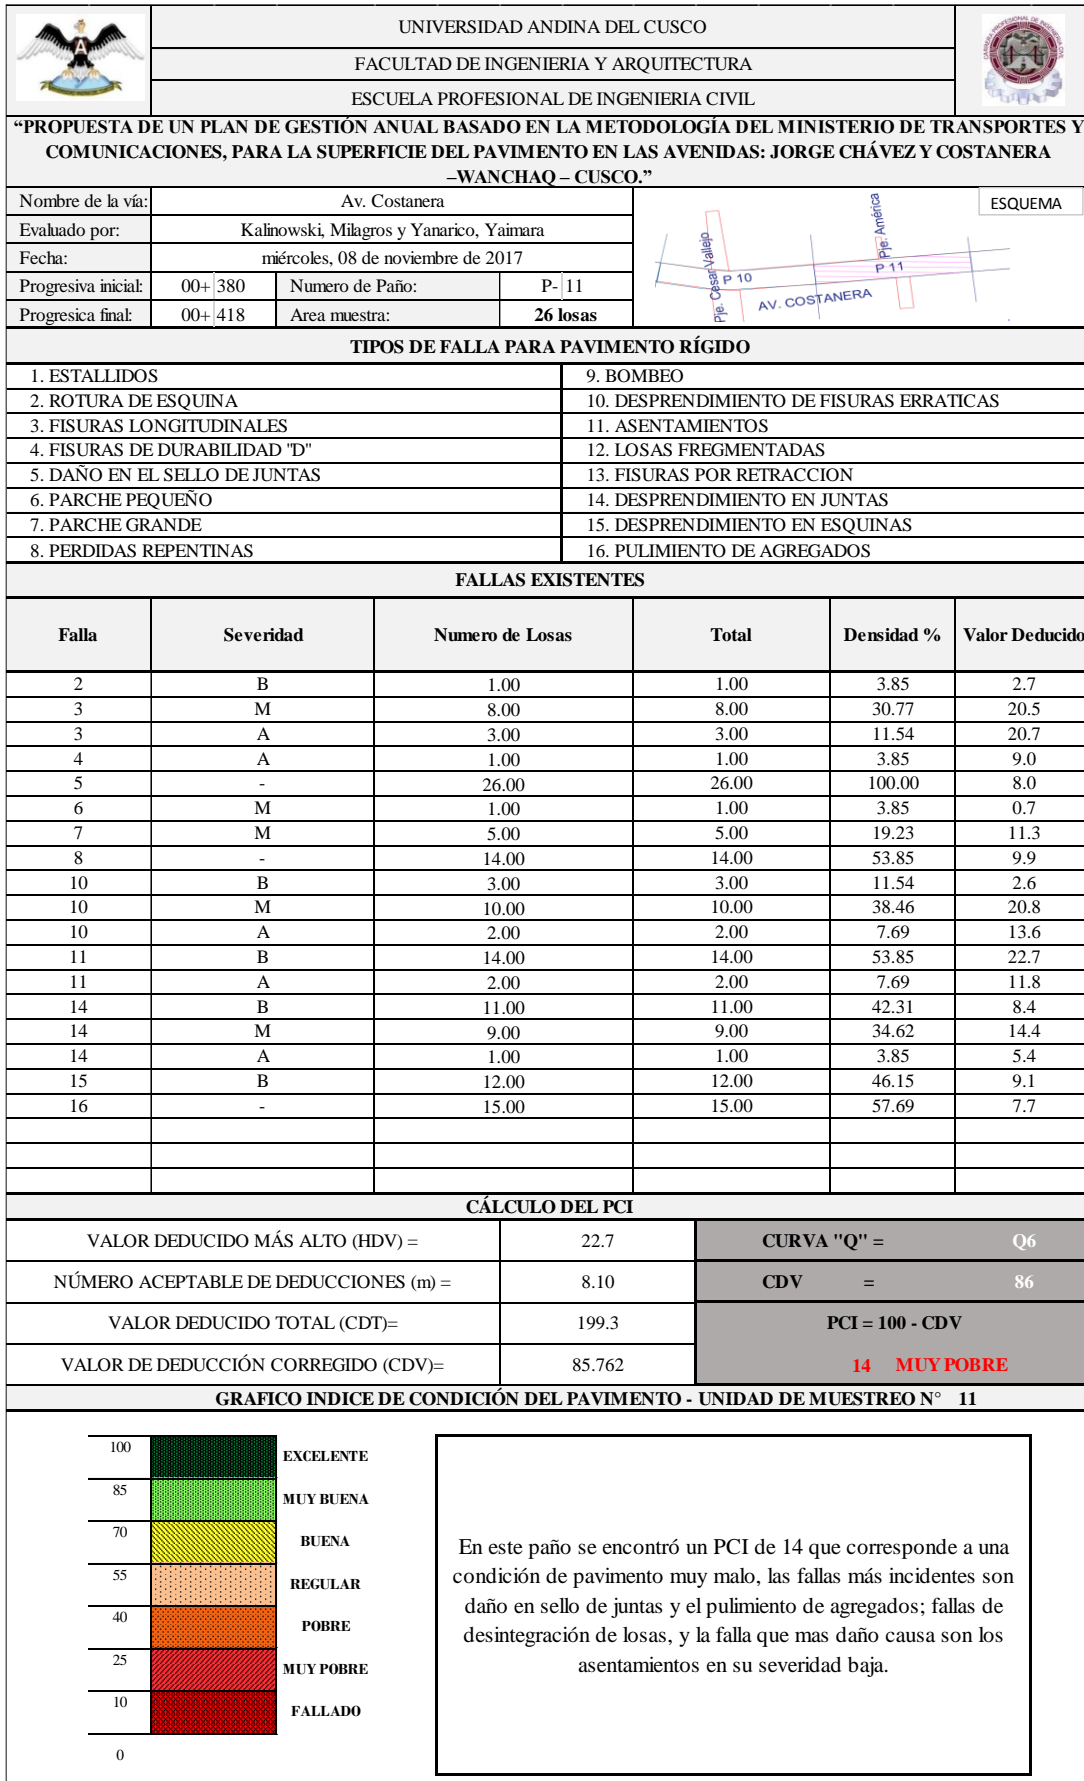 UNIVERSIDAD ANDINA DEL CUSCO
FACULTAD DE INGENIERIA Y ARQUITECTURA
ESCUELA PROFESIONAL DE INGENIERIA CIVIL
“PROPUESTA DE UN PLAN DE GESTIÓN ANUAL BASADO EN LA METODOLOGÍA DEL MINISTERIO DE TRANSPORTES Y
COMUNICACIONES, PARA LA SUPERFICIE DEL PAVIMENTO EN LAS AVENIDAS: JORGE CHÁVEZ Y COSTANERA
–WANCHAQ – CUSCO.”
Nombre de la vía: Av. Costanera
Evaluado por: Kalinowski, Milagros y Yanarico, Yaimara
Fecha: miércoles, 08 de noviembre de 2017
Progresiva inicial: 00+ 380 Numero de Paño: P- 11
Progresica final: 00+ 418 Area muestra: 26 losas
ESQUEMA
Pje. Cesar Vallejo
P 10
AV. COSTANERA
Pje. América
P 11
TIPOS DE FALLA PARA PAVIMENTO RÍGIDO
1. ESTALLIDOS 9. BOMBEO
2. ROTURA DE ESQUINA 10. DESPRENDIMIENTO DE FISURAS ERRATICAS
3. FISURAS LONGITUDINALES 11. ASENTAMIENTOS
4. FISURAS DE DURABILIDAD "D" 12. LOSAS FREGMENTADAS
5. DAÑO EN EL SELLO DE JUNTAS 13. FISURAS POR RETRACCION
6. PARCHE PEQUEÑO 14. DESPRENDIMIENTO EN JUNTAS
7. PARCHE GRANDE 15. DESPRENDIMIENTO EN ESQUINAS
8. PERDIDAS REPENTINAS 16. PULIMIENTO DE AGREGADOS
FALLAS EXISTENTES
Falla Severidad Numero de Losas Total Densidad % Valor Deducido
2 B 1.00 1.00 3.85 2.7
3 M 8.00 8.00 30.77 20.5
3 A 3.00 3.00 11.54 20.7
4 A 1.00 1.00 3.85 9.0
5 - 26.00 26.00 100.00 8.0
6 M 1.00 1.00 3.85 0.7
7 M 5.00 5.00 19.23 11.3
8 - 14.00 14.00 53.85 9.9
10 B 3.00 3.00 11.54 2.6
10 M 10.00 10.00 38.46 20.8
10 A 2.00 2.00 7.69 13.6
11 B 14.00 14.00 53.85 22.7
11 A 2.00 2.00 7.69 11.8
14 B 11.00 11.00 42.31 8.4
14 M 9.00 9.00 34.62 14.4
14 A 1.00 1.00 3.85 5.4
15 B 12.00 12.00 46.15 9.1
16 - 15.00 15.00 57.69 7.7
CÁLCULO DEL PCI
VALOR DEDUCIDO MÁS ALTO (HDV) = 22.7 CURVA "Q" = Q6
NÚMERO ACEPTABLE DE DEDUCCIONES (m) = 8.10 CDV = 86
VALOR DEDUCIDO TOTAL (CDT)= 199.3 PCI = 100 - CDV
VALOR DE DEDUCCIÓN CORREGIDO (CDV)= 85.762 14 MUY POBRE
GRAFICO INDICE DE CONDICIÓN DEL PAVIMENTO - UNIDAD DE MUESTREO N° 11
100
EXCELENTE
85
MUY BUENA
70
BUENA
55
REGULAR
40
POBRE
25
MUY POBRE
10
FALLADO
0
En este paño se encontró un PCI de 14 que corresponde a una
condición de pavimento muy malo, las fallas más incidentes son
daño en sello de juntas y el pulimiento de agregados; fallas de
desintegración de losas, y la falla que mas daño causa son los
asentamientos en su severidad baja.